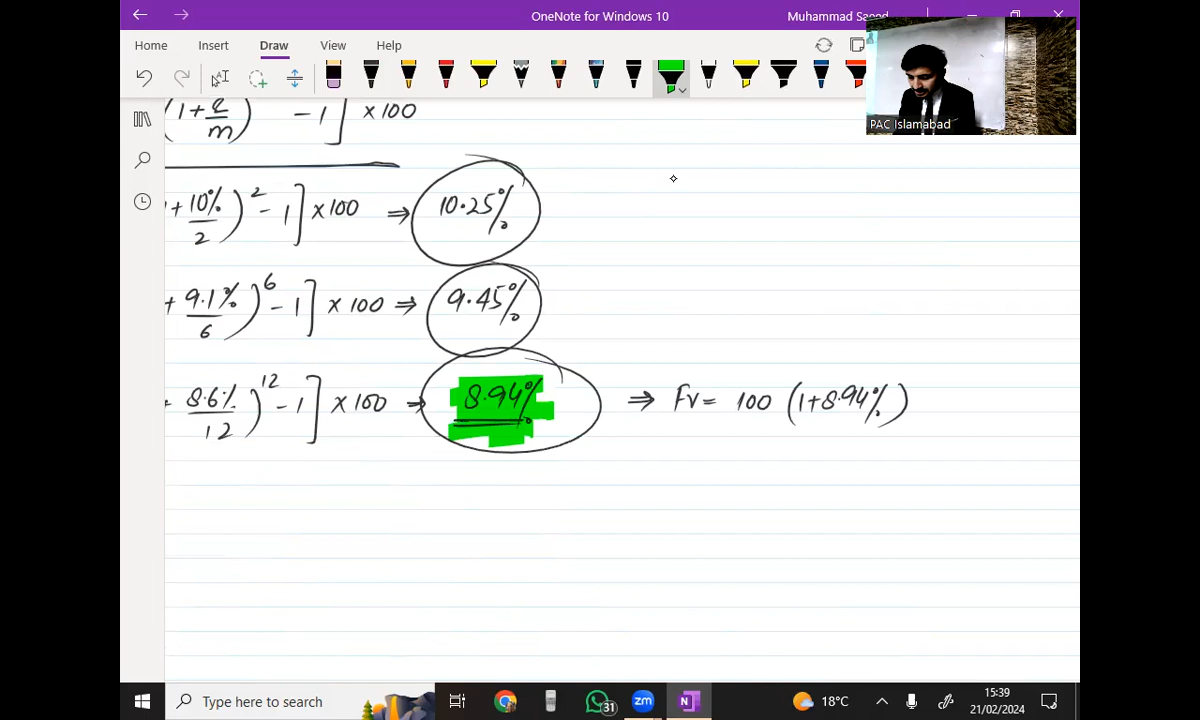 OneNote for Windows 10 Muhammad Saeed
Home Insert Draw View Help
PAC Islamabad
(1+r/m) -1] ×100
+10%/2)² -1] ×100 ⇒ 10.25%
+ 9.1%/6)⁶ -1] ×100 ⇒ 9.45%
8.6%/12)¹² -1] ×100 → 8.94% ⇒ FV= 100 (1+8.94%)
Type here to search 31 zm N 18°C 15:39
21/02/2024